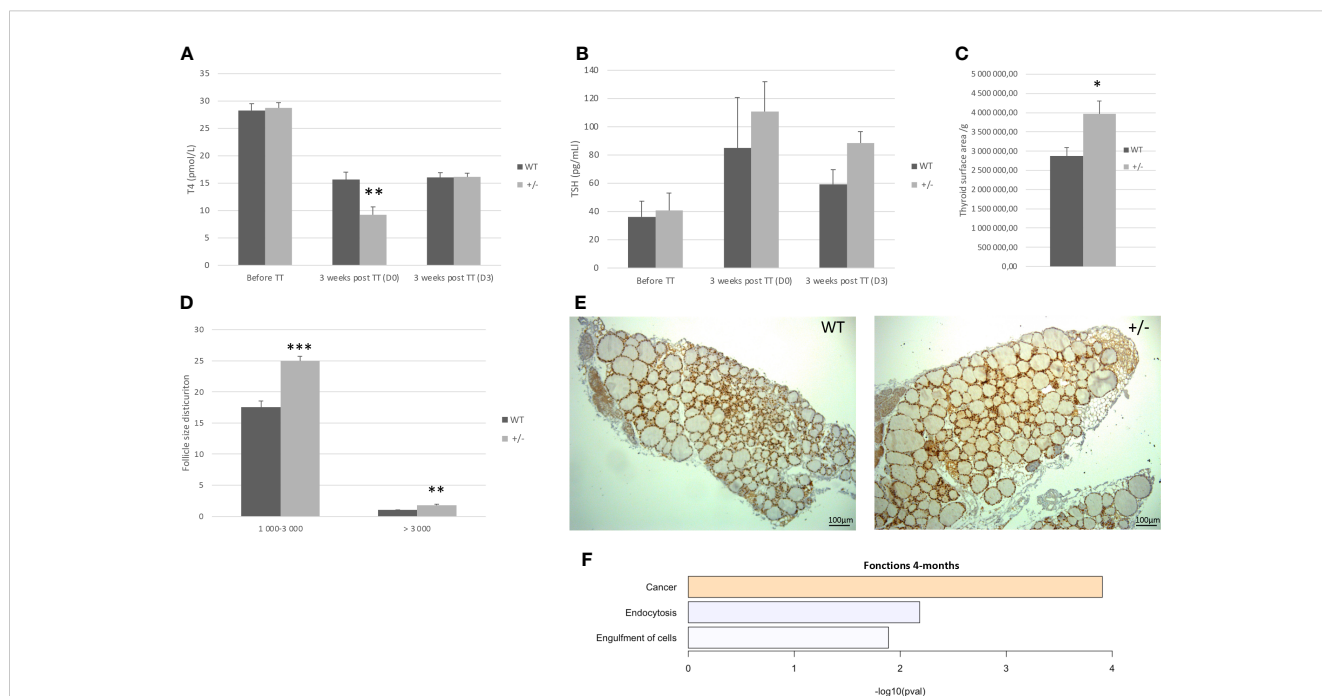 A
35
30
25
20
15
10
5
0
T4 (pmol/L)
**
Before TT
3 weeks post TT (D0)
3 weeks post TT (D3)
WT
+/-
B
140
120
100
80
60
40
20
0
TSH (pg/mLl)
Before TT
3 weeks post TT (D0)
3 weeks post TT (D3)
WT
+/-
C
5 000 000,00
4 500 000,00
4 000 000,00
3 500 000,00
3 000 000,00
2 500 000,00
2 000 000,00
1 500 000,00
1 000 000,00
500 000,00
0,00
Thyroid surface area /g
*
WT
+/-
D
30
25
20
15
10
5
0
Follicle size disticuriton
***
**
1 000-3 000
> 3 000
WT
+/-
E
WT
100µm
+/-
100µm
F
Fonctions 4-months
Cancer
Endocytosis
Engulfment of cells
0
1
2
3
4
-log10(pval)